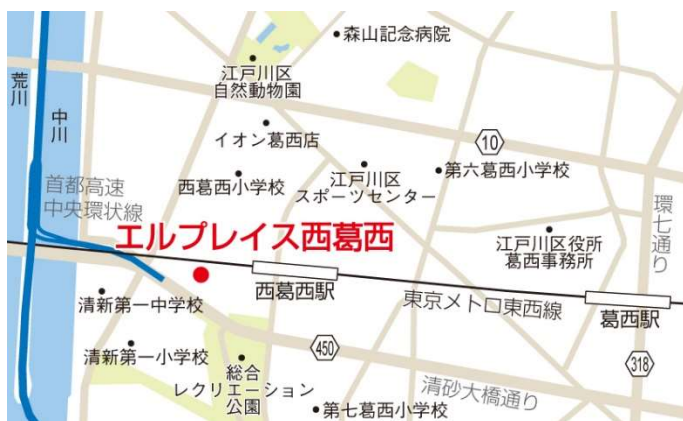 森山記念病院
江戸川区
自然動物園
荒川
中川
イオン葛西店
10
西葛西小学校
江戸川区
スポーツセンター
第六葛西小学校
首都高速
中央環状線
環七通り
エルプレイス西葛西
江戸川区役所
葛西事務所
西葛西駅
東京メトロ東西線
葛西駅
清新第一中学校
清新第一小学校
450
318
総合
レクリエーション
公園
清砂大橋通り
第七葛西小学校